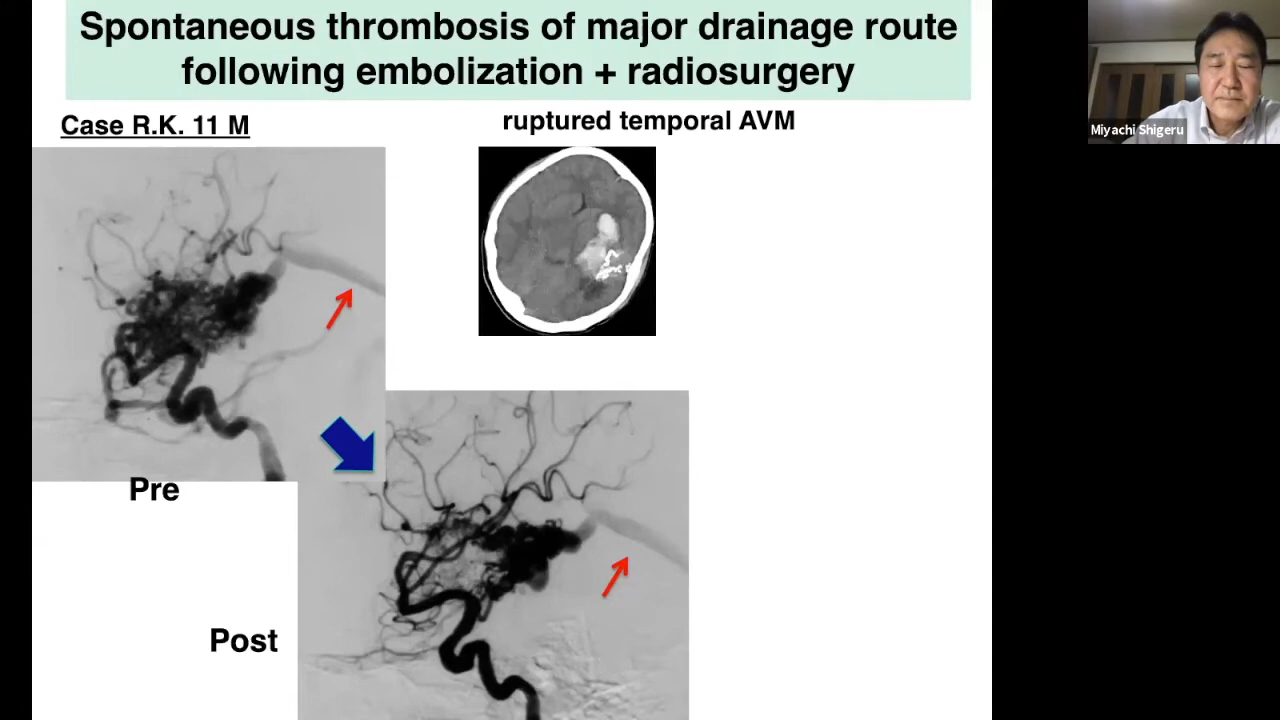 Spontaneous thrombosis of major drainage route
following embolization + radiosurgery
Case R.K. 11 M
ruptured temporal AVM
Miyachi Shigeru
Pre
Post